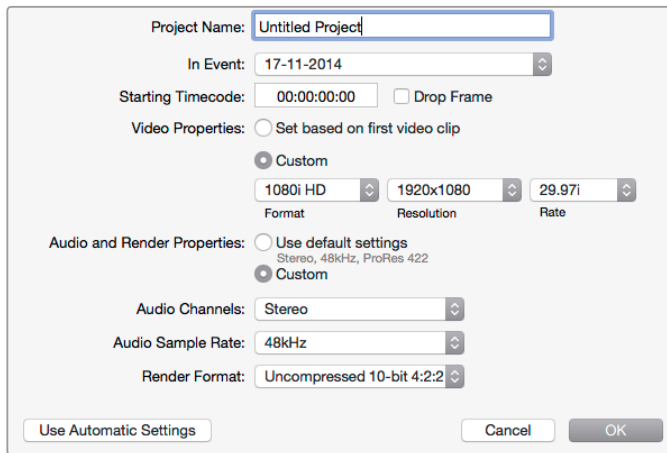 Project Name: Untitled Project
In Event: 17-11-2014
Starting Timecode: 00:00:00:00 Drop Frame
Video Properties: Set based on first video clip
Custom
1080i HD 1920x1080 29.97i
Format Resolution Rate
Audio and Render Properties: Use default settings
Stereo, 48kHz, ProRes 422
Custom
Audio Channels: Stereo
Audio Sample Rate: 48kHz
Render Format: Uncompressed 10-bit 4:2:2
Use Automatic Settings Cancel OK